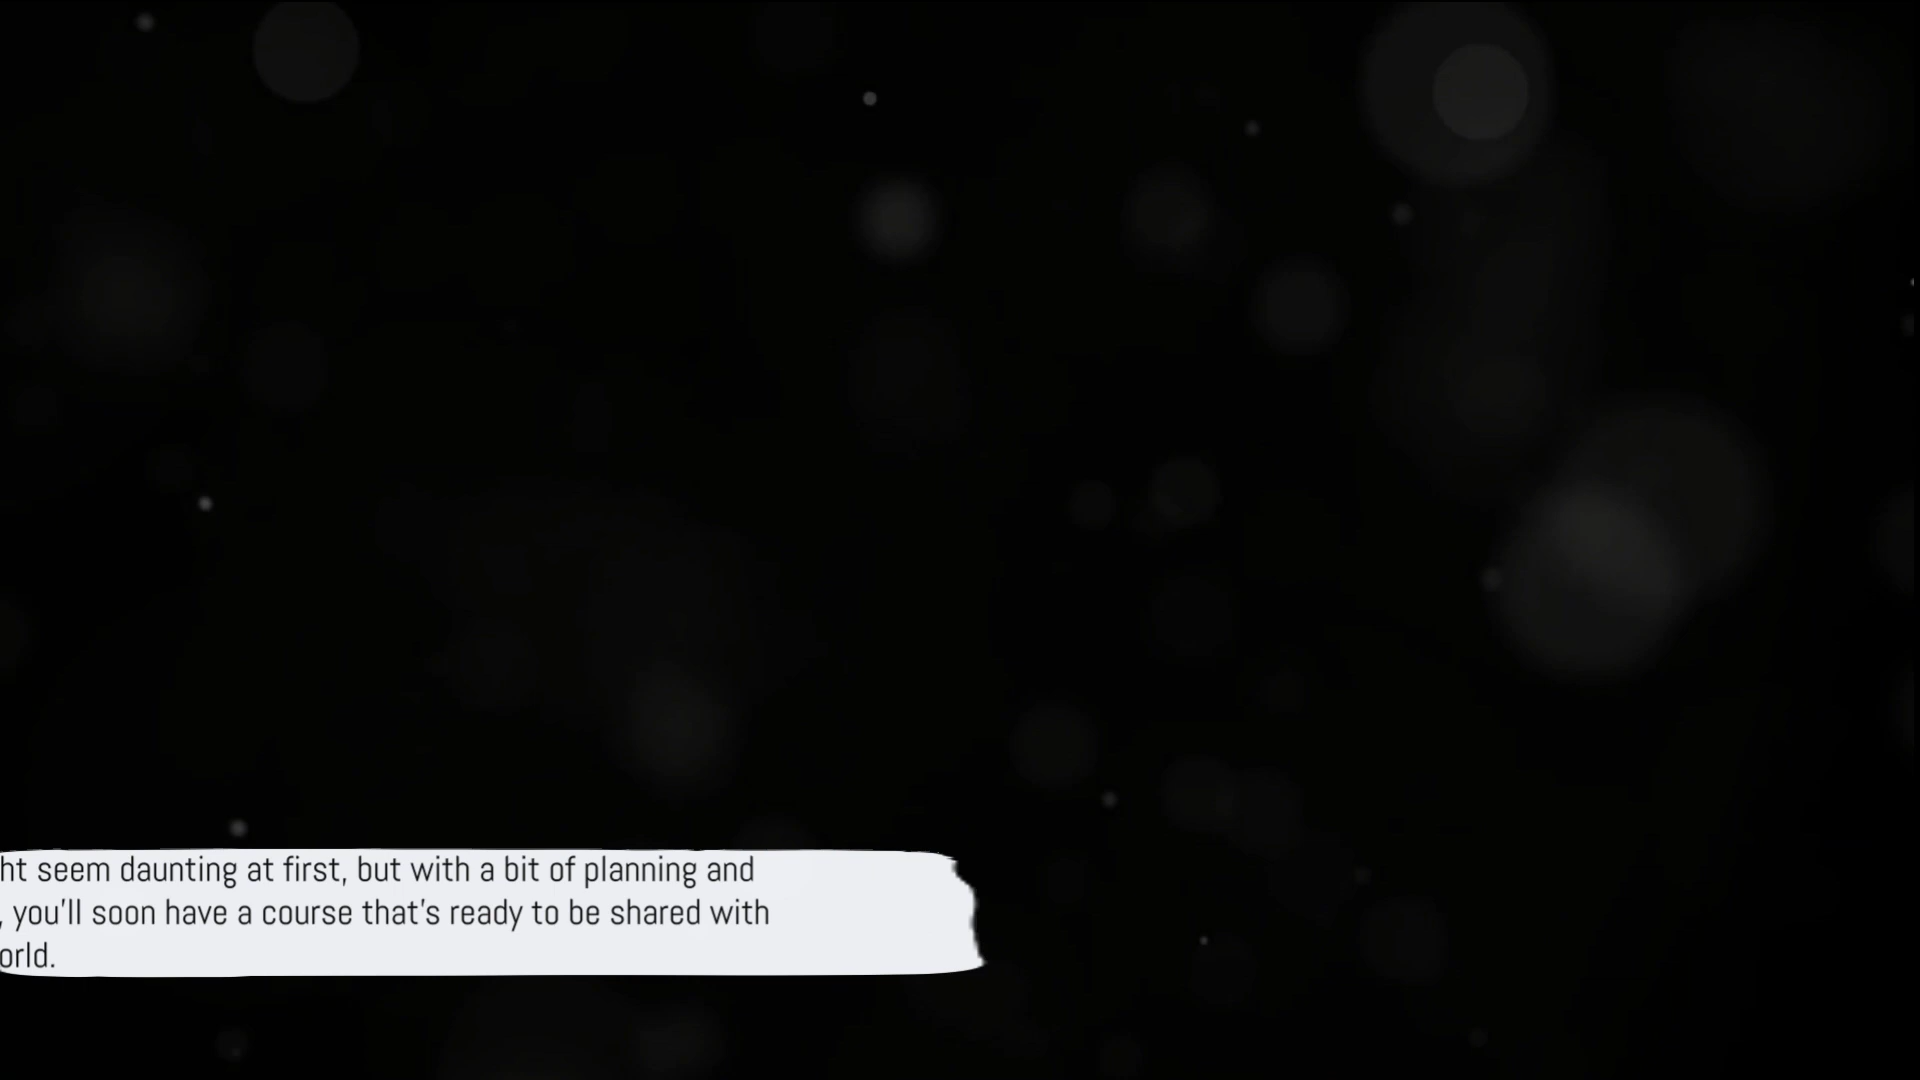 ht seem daunting at first, but with a bit of planning and
, you'll soon have a course that's ready to be shared with
orld.